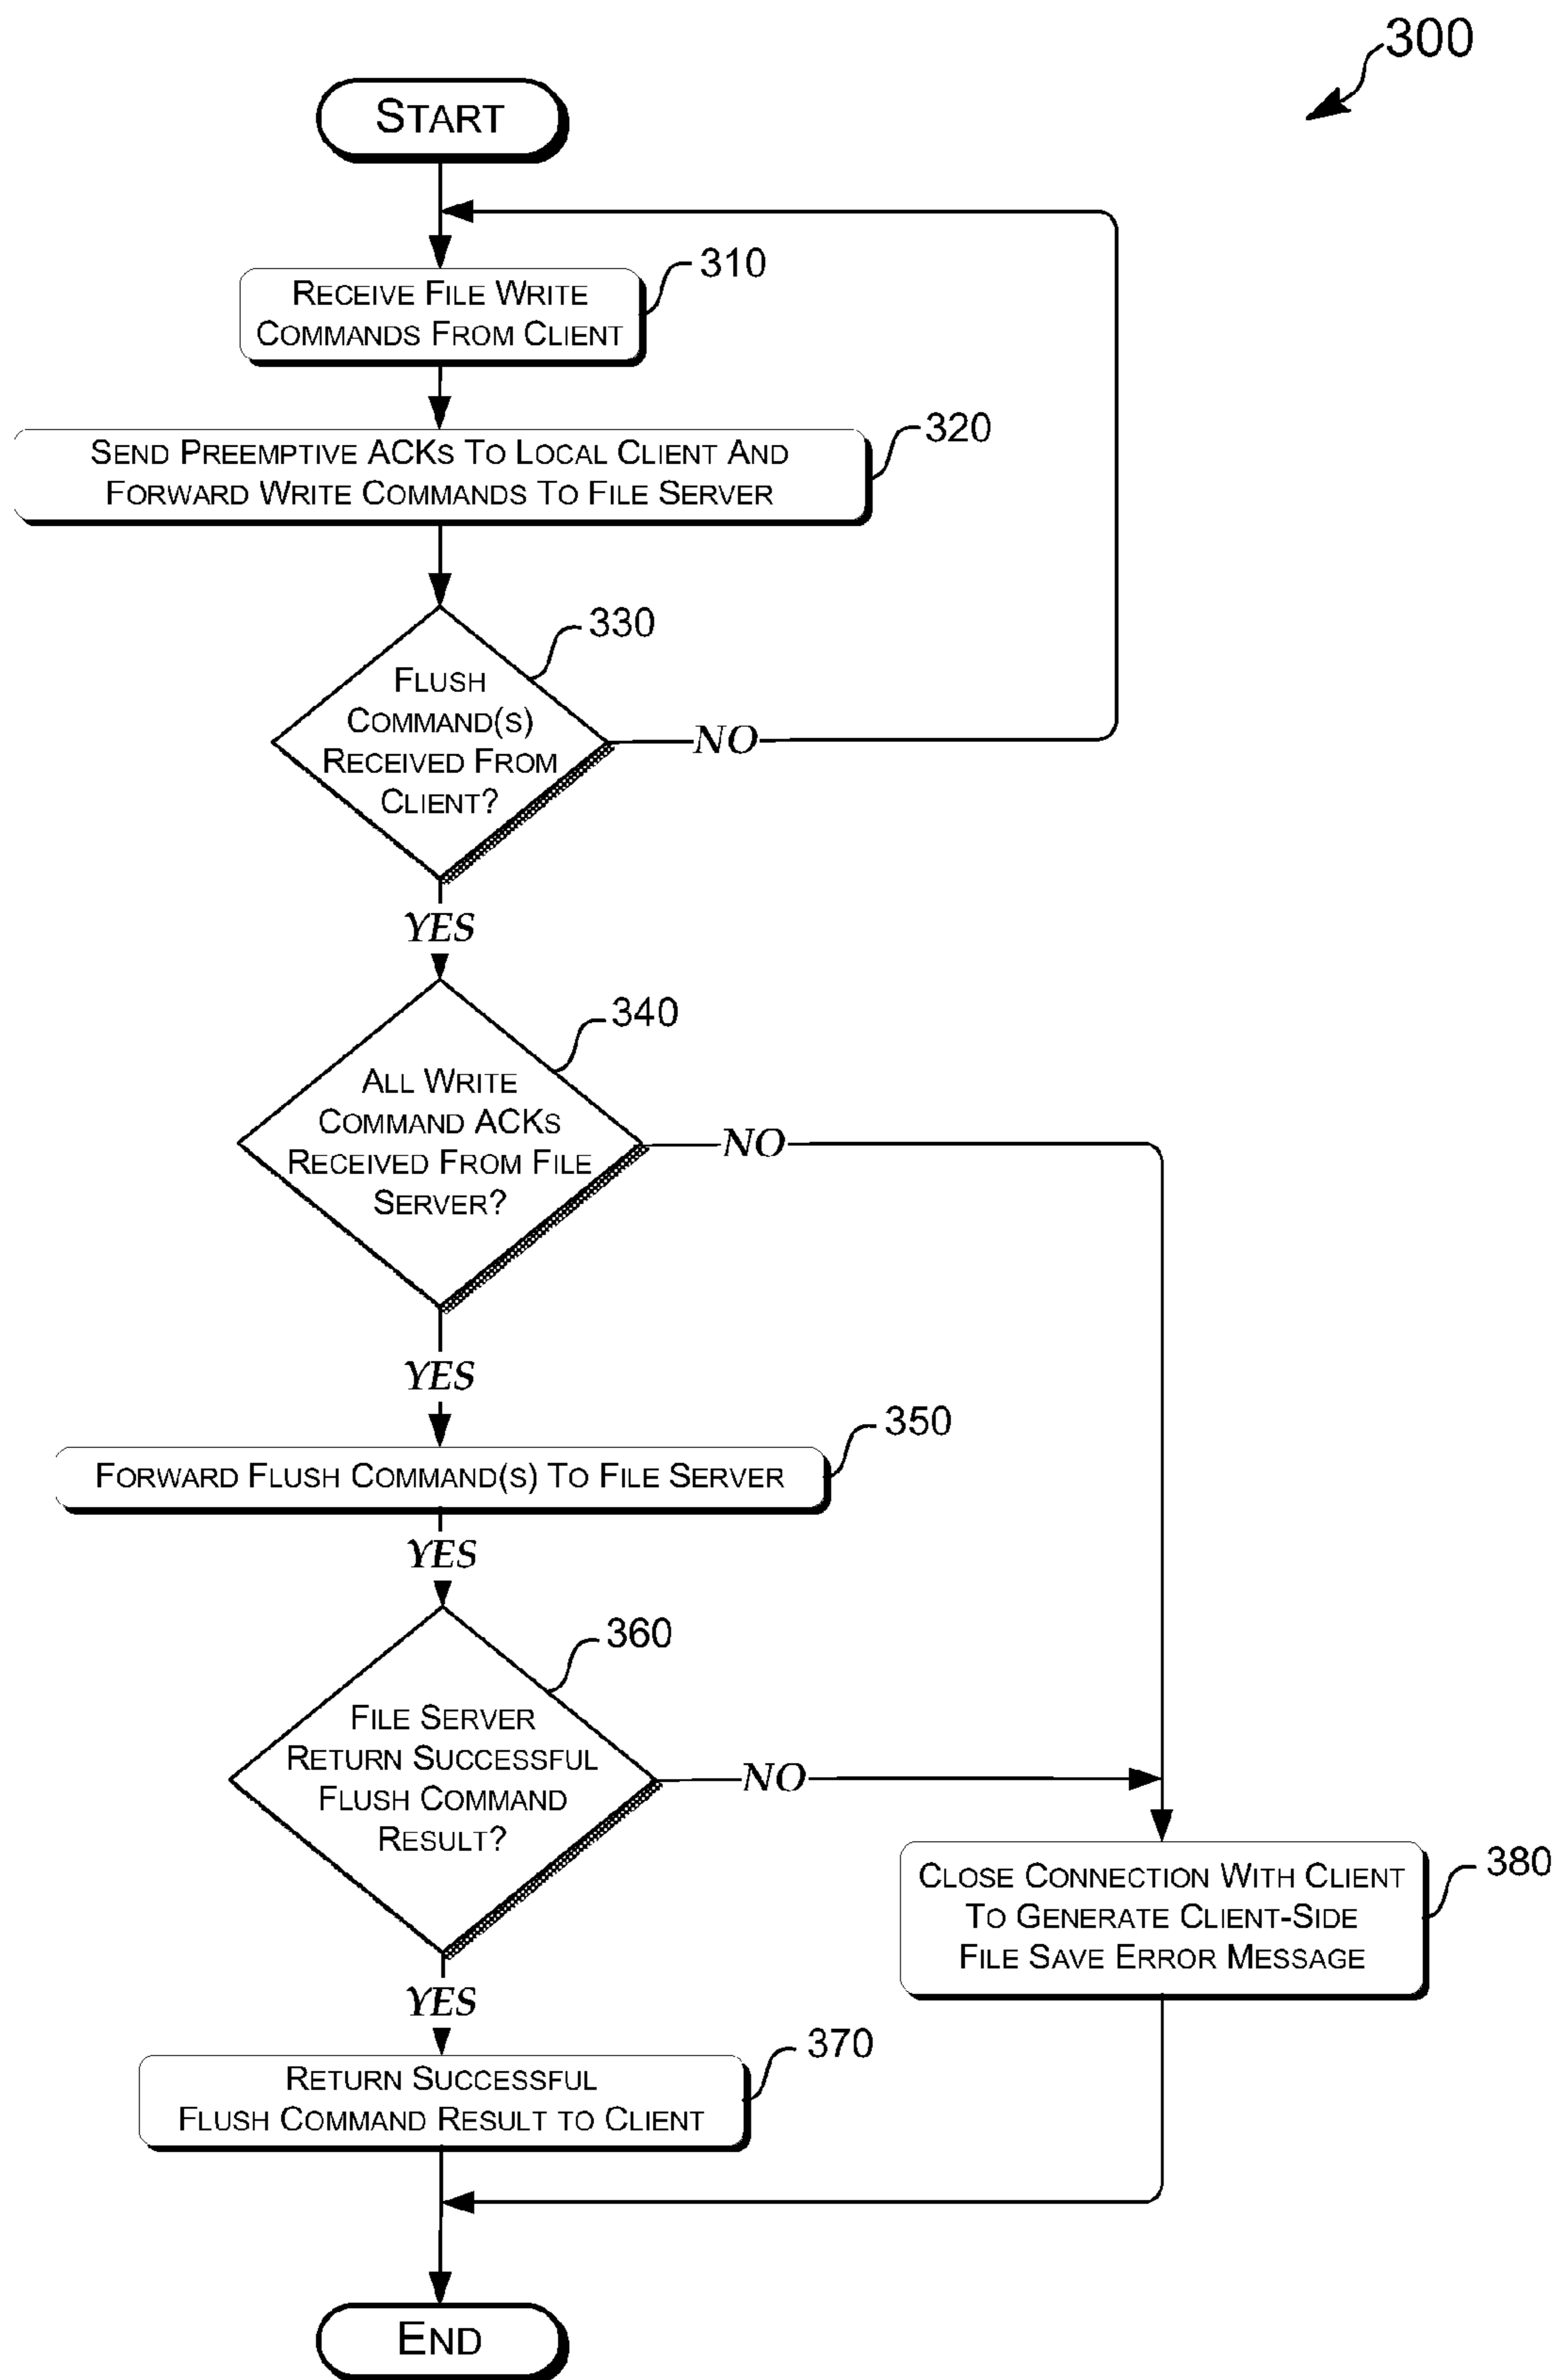 300
START
310
RECEIVE FILE WRITE
COMMANDS FROM CLIENT
320
SEND PREEMPTIVE ACKS TO LOCAL CLIENT AND
FORWARD WRITE COMMANDS TO FILE SERVER
330
FLUSH
COMMAND(S)
RECEIVED FROM
CLIENT?
NO
YES
340
ALL WRITE
COMMAND ACKS
RECEIVED FROM FILE
SERVER?
NO
YES
350
FORWARD FLUSH COMMAND(S) TO FILE SERVER
YES
360
FILE SERVER
RETURN SUCCESSFUL
FLUSH COMMAND
RESULT?
NO
380
CLOSE CONNECTION WITH CLIENT
TO GENERATE CLIENT-SIDE
FILE SAVE ERROR MESSAGE
YES
370
RETURN SUCCESSFUL
FLUSH COMMAND RESULT TO CLIENT
END